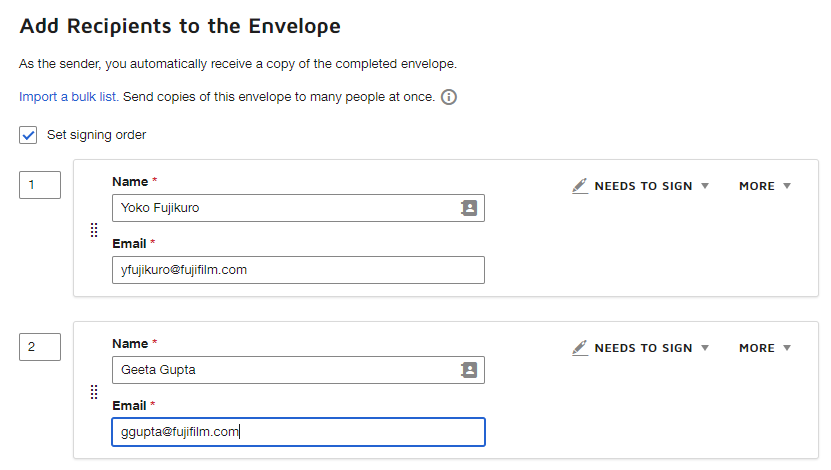 Add Recipients to the Envelope
As the sender, you automatically receive a copy of the completed envelope.
Import a bulk list. Send copies of this envelope to many people at once.
Set signing order
1
Name *
NEEDS TO SIGN
MORE
Yoko Fujikuro
Email *
yfujikuro@fujifilm.com
2
Name *
NEEDS TO SIGN
MORE
Geeta Gupta
Email *
ggupta@fujifilm.com